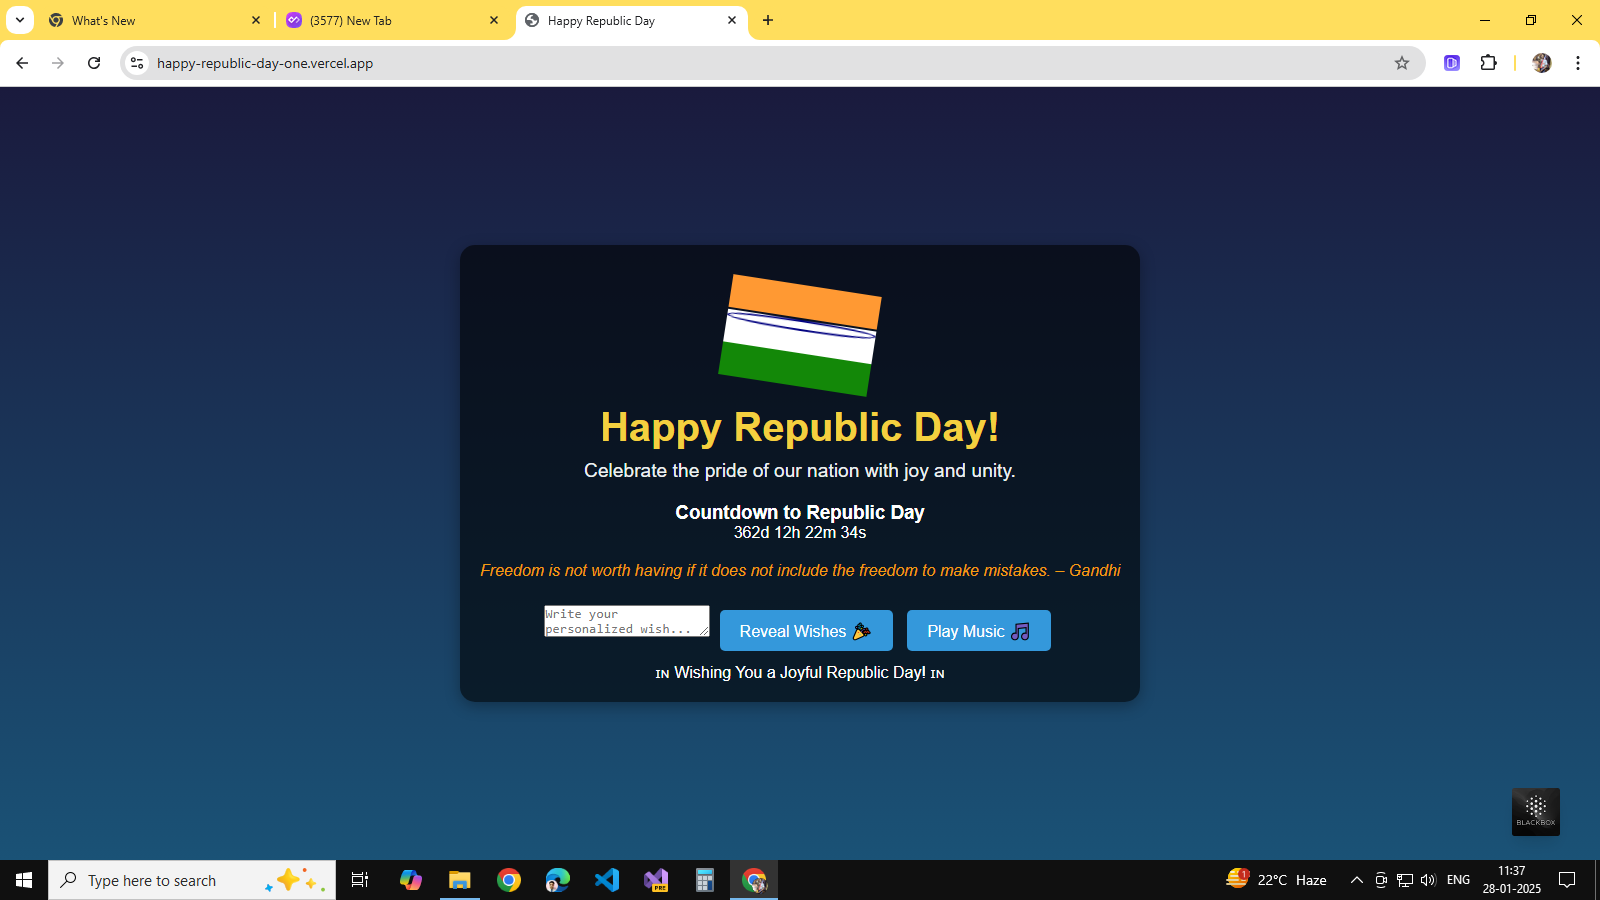 What's New
(3577) New Tab
Happy Republic Day
happy-republic-day-one.vercel.app
Happy Republic Day!
Celebrate the pride of our nation with joy and unity.
Countdown to Republic Day
362d 12h 22m 34s
Freedom is not worth having if it does not include the freedom to make mistakes. – Gandhi
Write your
personalized wish...
Reveal Wishes
Play Music
IN Wishing You a Joyful Republic Day! IN
BLACKBOX
Type here to search
PRE
1
22°C Haze
ENG
11:37
28-01-2025